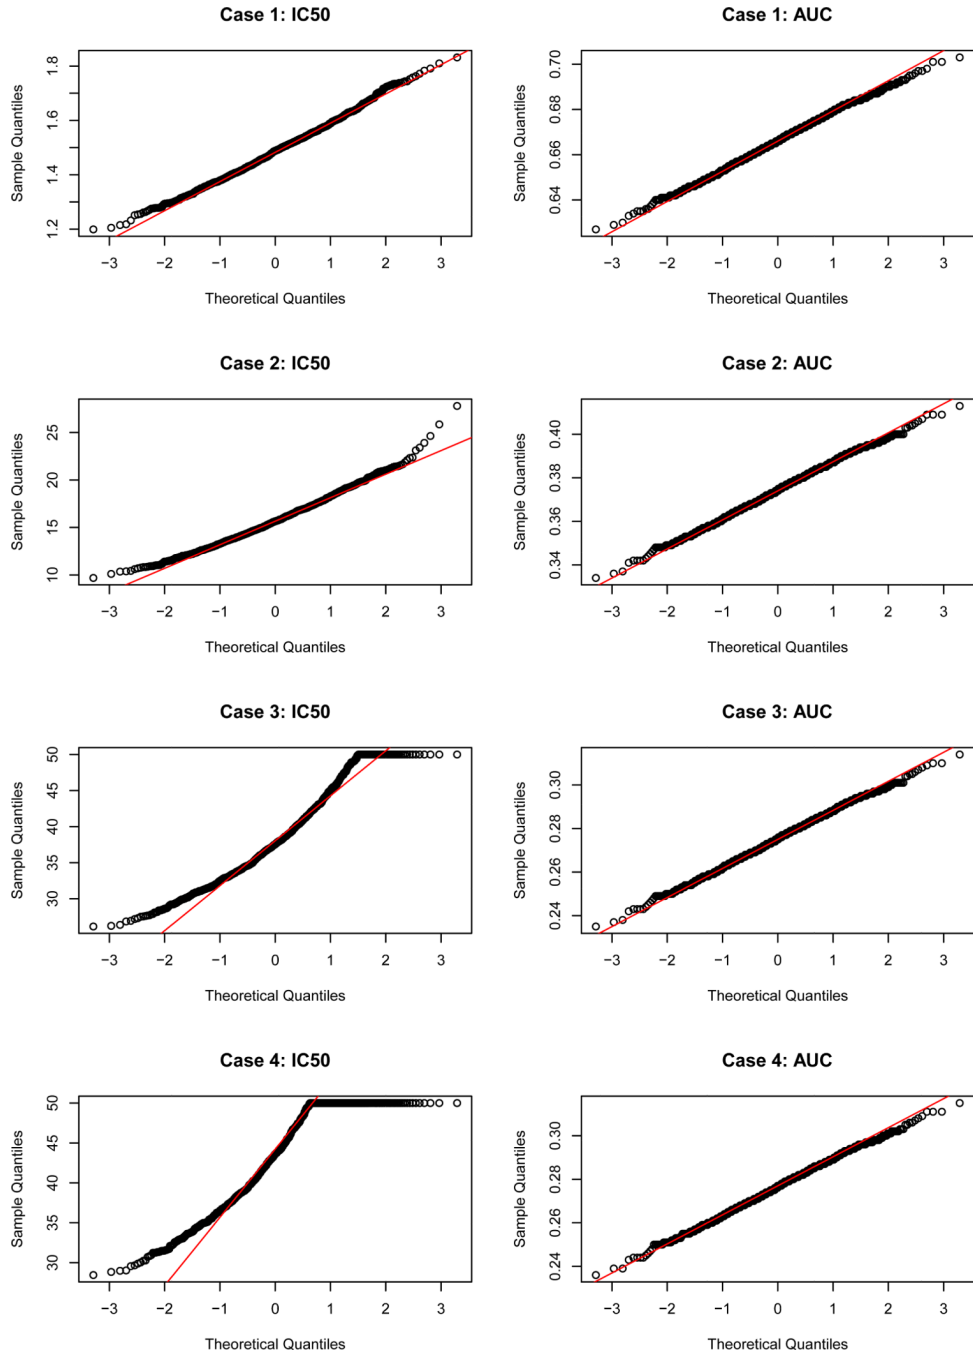 Case 1: IC50
Sample Quantiles
1.2 1.4 1.6 1.8
−3 −2 −1 0 1 2 3
Theoretical Quantiles
Case 1: AUC
Sample Quantiles
0.64 0.66 0.68 0.70
−3 −2 −1 0 1 2 3
Theoretical Quantiles
Case 2: IC50
Sample Quantiles
10 15 20 25
−3 −2 −1 0 1 2 3
Theoretical Quantiles
Case 2: AUC
Sample Quantiles
0.34 0.36 0.38 0.40
−3 −2 −1 0 1 2 3
Theoretical Quantiles
Case 3: IC50
Sample Quantiles
30 35 40 45 50
−3 −2 −1 0 1 2 3
Theoretical Quantiles
Case 3: AUC
Sample Quantiles
0.24 0.26 0.28 0.30
−3 −2 −1 0 1 2 3
Theoretical Quantiles
Case 4: IC50
Sample Quantiles
30 35 40 45 50
−3 −2 −1 0 1 2 3
Theoretical Quantiles
Case 4: AUC
Sample Quantiles
0.24 0.26 0.28 0.30
−3 −2 −1 0 1 2 3
Theoretical Quantiles